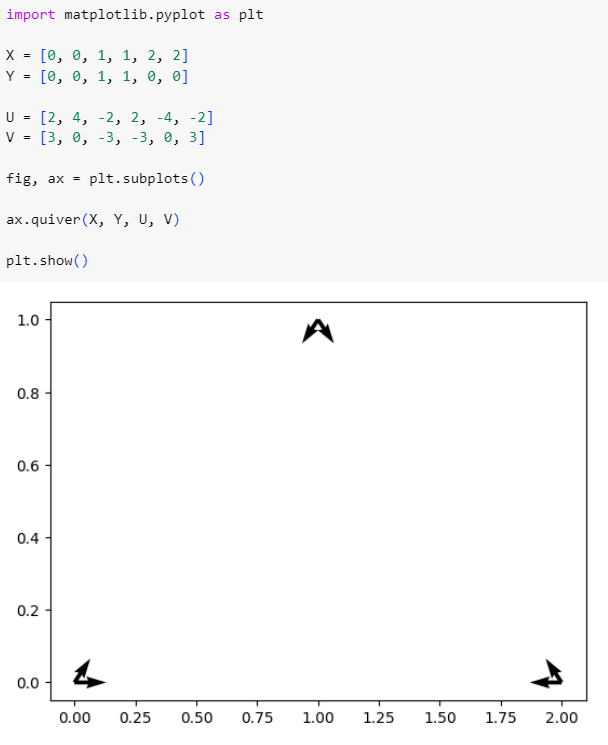 import matplotlib.pyplot as plt
X = [0, 0, 1, 1, 2, 2]
Y = [0, 0, 1, 1, 0, 0]
U = [2, 4, -2, 2, -4, -2]
V = [3, 0, -3, -3, 0, 3]
fig, ax = plt.subplots()
ax.quiver(X, Y, U, V)
plt.show()
1.0
0.8
0.6
0.4
0.2
0.0
0.00 0.25 0.50 0.75 1.00 1.25 1.50 1.75 2.00